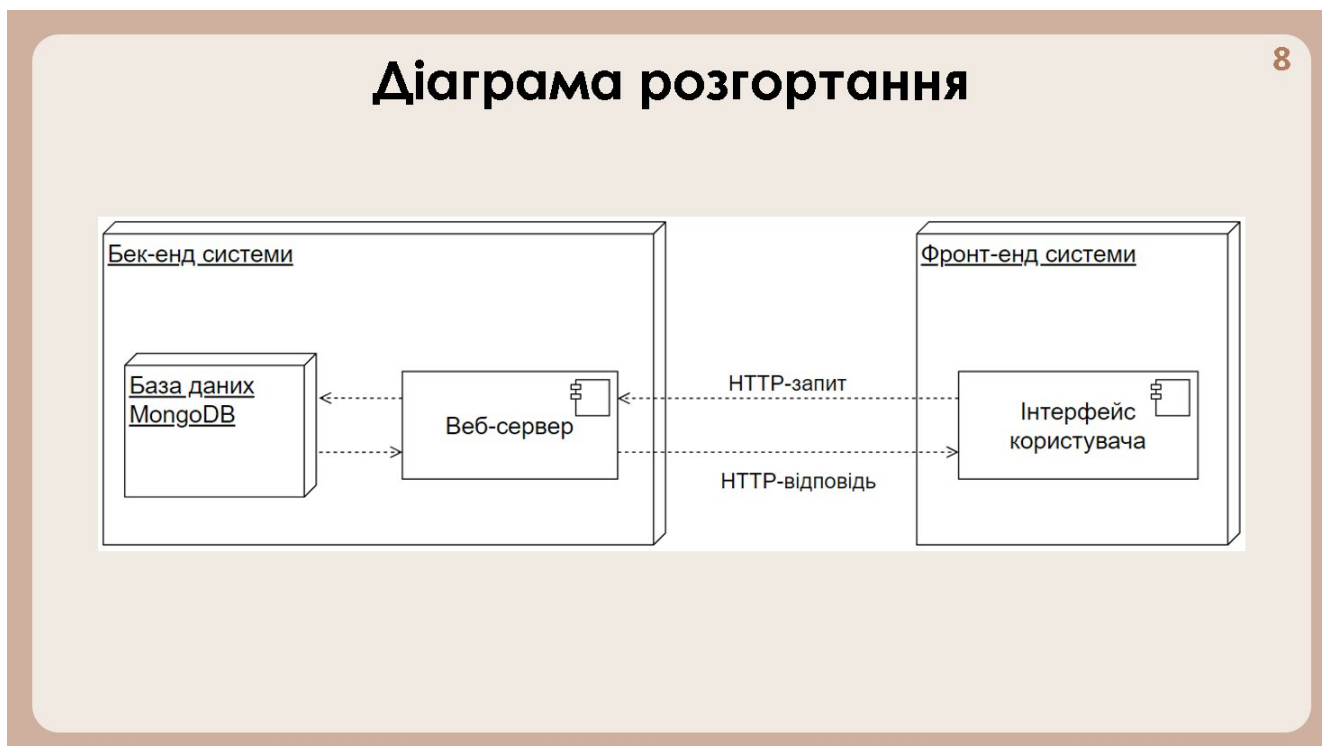 Діаграма розгортання
8
Бек-енд системи
База даних
MongoDB
Веб-сервер
HTTP-запит
HTTP-відповідь
Фронт-енд системи
Інтерфейс
користувача